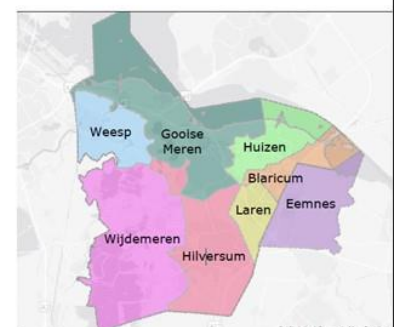 Weesp
Gooise
Meren
Huizen
Blaricum
Laren
Eemnes
Wijdemeren
Hilversum